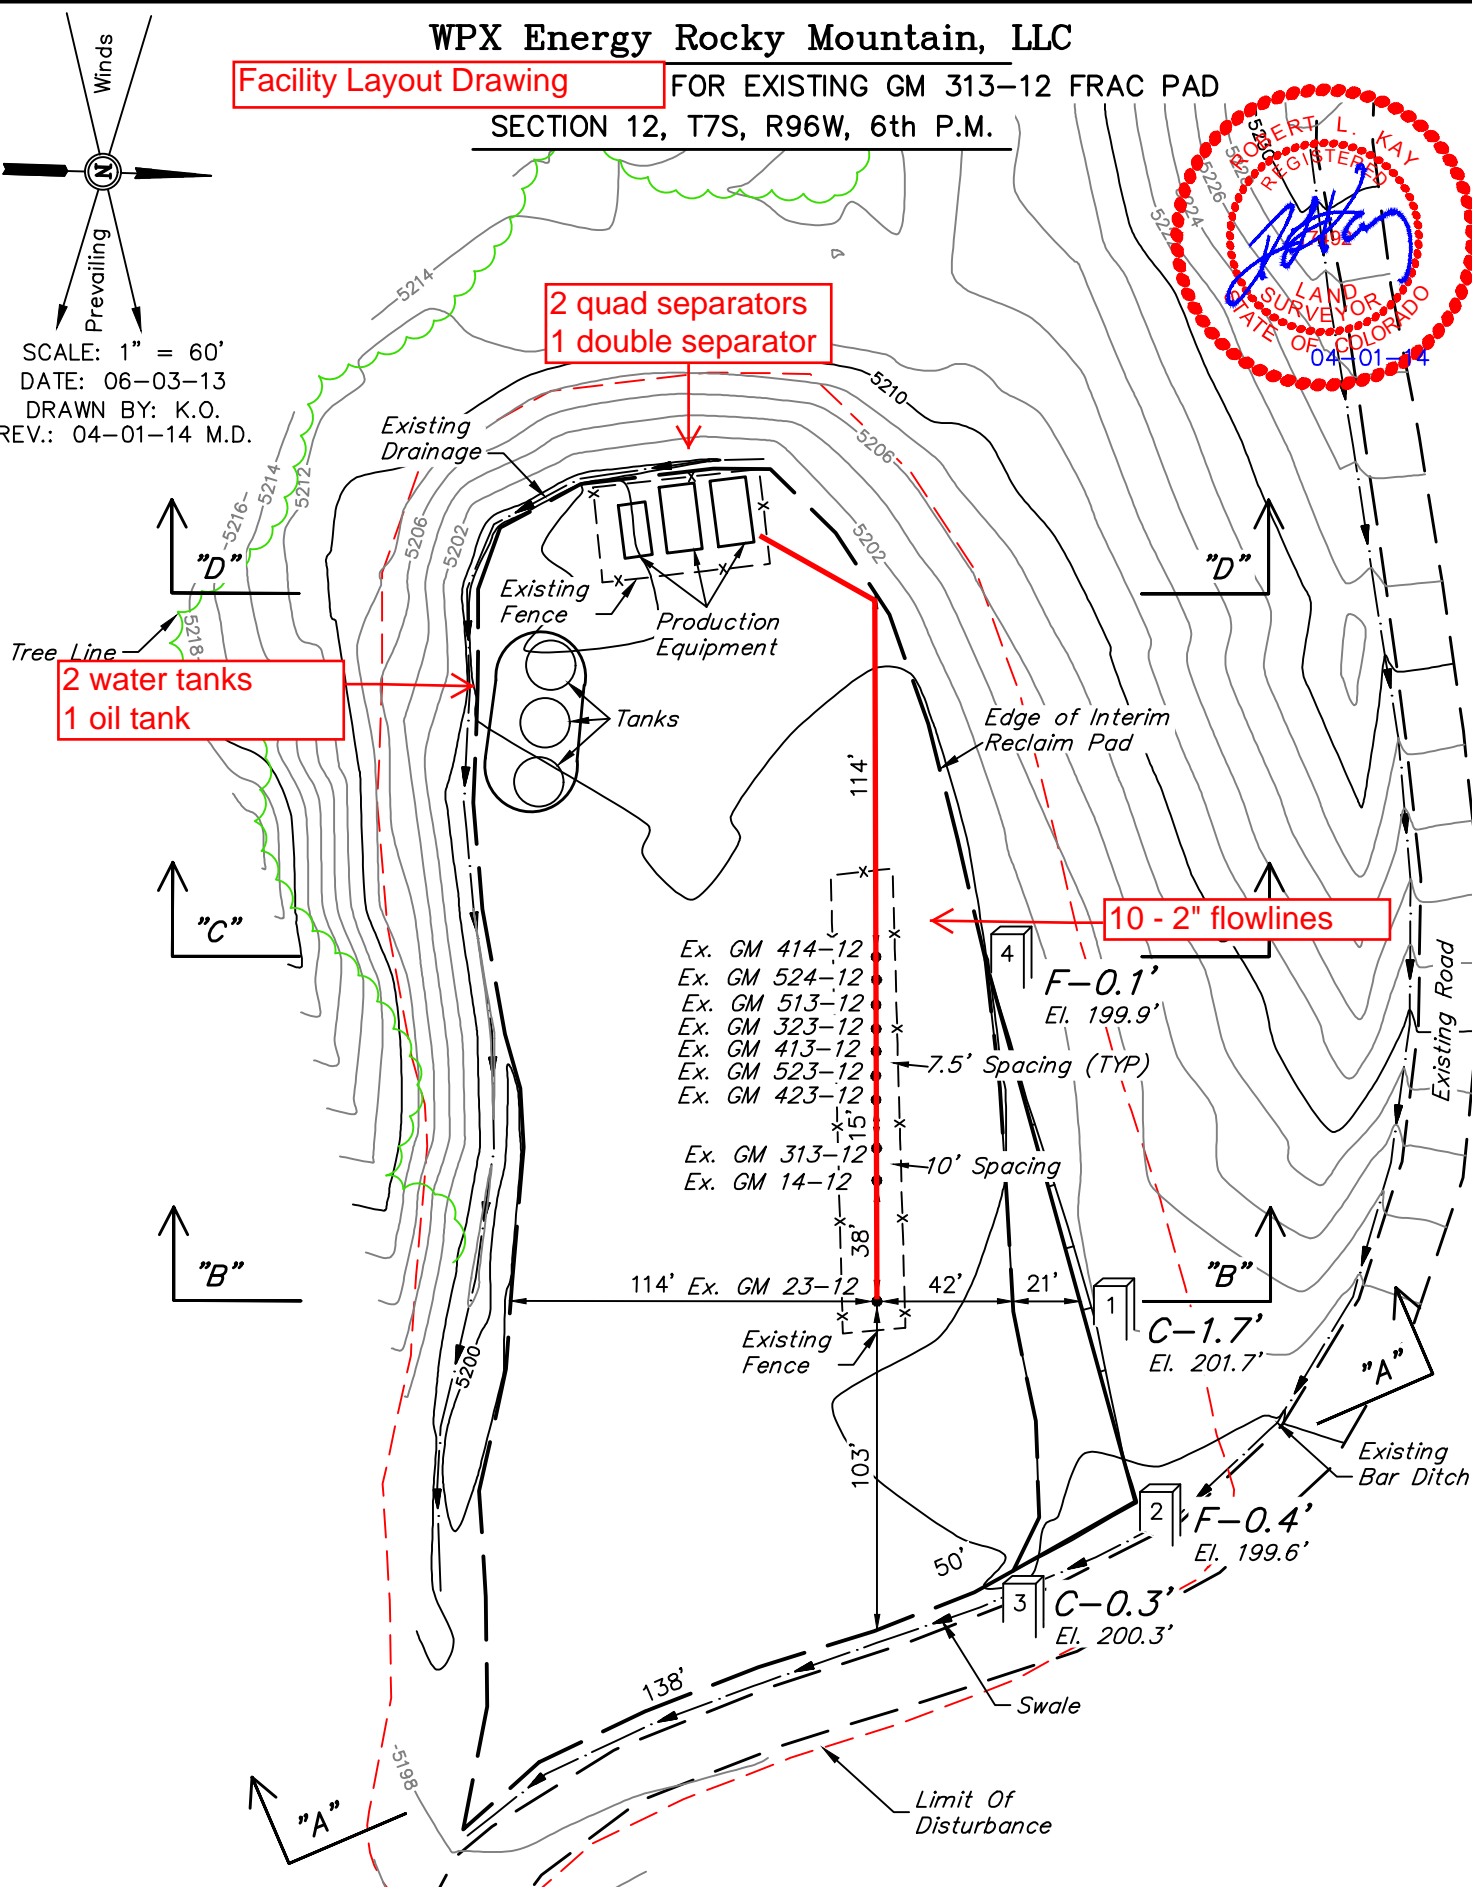 WPX Energy Rocky Mountain, LLC
Facility Layout Drawing FOR EXISTING GM 313-12 FRAC PAD
SECTION 12, T7S, R96W, 6th P.M.
Winds
N
Prevailing
SCALE: 1" = 60'
DATE: 06-03-13
DRAWN BY: K.O.
REV.: 04-01-14 M.D.
ROBERT L. KAY
REGISTERED
LAND
SURVEYOR
STATE OF COLORADO
04-01-14
5230
5226
5224
5222
5214
2 quad separators
1 double separator
5210
5206
Existing
Drainage
5216
5214
5212
5206
5202
5202
"D"
"D"
Existing
Fence
Production
Equipment
Tree Line
5218
2 water tanks
1 oil tank
Tanks
Edge of Interim
Reclaim Pad
114'
"C"
10 - 2" flowlines
4
F-0.1'
El. 199.9'
Ex. GM 414-12
Ex. GM 524-12
Ex. GM 513-12
Ex. GM 323-12
Ex. GM 413-12
Ex. GM 523-12
Ex. GM 423-12
7.5' Spacing (TYP)
15'
Ex. GM 313-12
Ex. GM 14-12
10' Spacing
Existing Road
38'
"B"
"B"
114'
Ex. GM 23-12
42'
21'
1
C-1.7'
El. 201.7'
Existing
Fence
5200
"A"
103'
Existing
Bar Ditch
2
F-0.4'
El. 199.6'
50'
3
C-0.3'
El. 200.3'
138'
Swale
5198
Limit Of
Disturbance
"A"